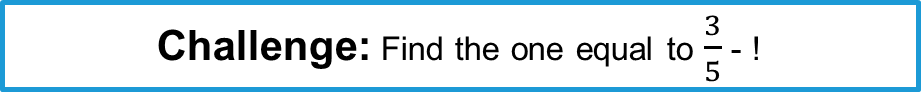 Challenge: Find the one equal to 3/5 - !